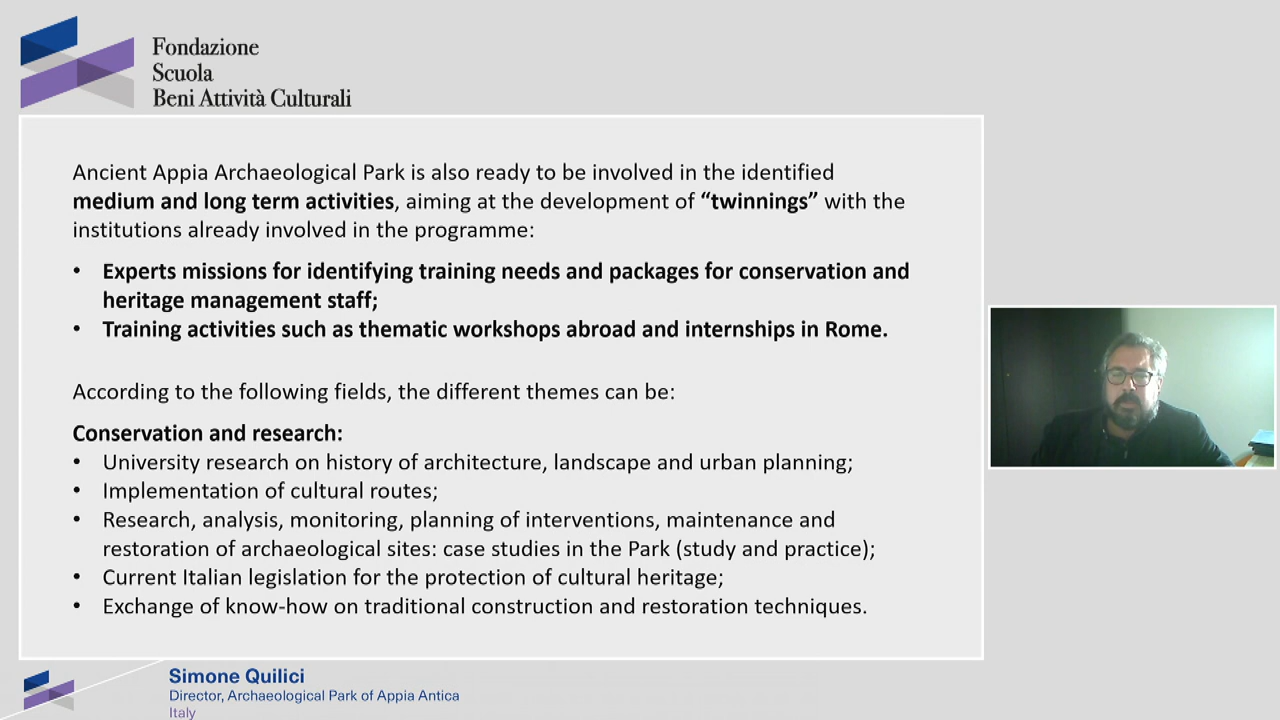 Fondazione
Scuola
Beni Attività Culturali
Ancient Appia Archaeological Park is also ready to be involved in the identified
medium and long term activities, aiming at the development of “twinnings” with the
institutions already involved in the programme:
• Experts missions for identifying training needs and packages for conservation and
heritage management staff;
• Training activities such as thematic workshops abroad and internships in Rome.
According to the following fields, the different themes can be:
Conservation and research:
• University research on history of architecture, landscape and urban planning;
• Implementation of cultural routes;
• Research, analysis, monitoring, planning of interventions, maintenance and
restoration of archaeological sites: case studies in the Park (study and practice);
• Current Italian legislation for the protection of cultural heritage;
• Exchange of know-how on traditional construction and restoration techniques.
Simone Quilici
Director, Archaeological Park of Appia Antica
Italy